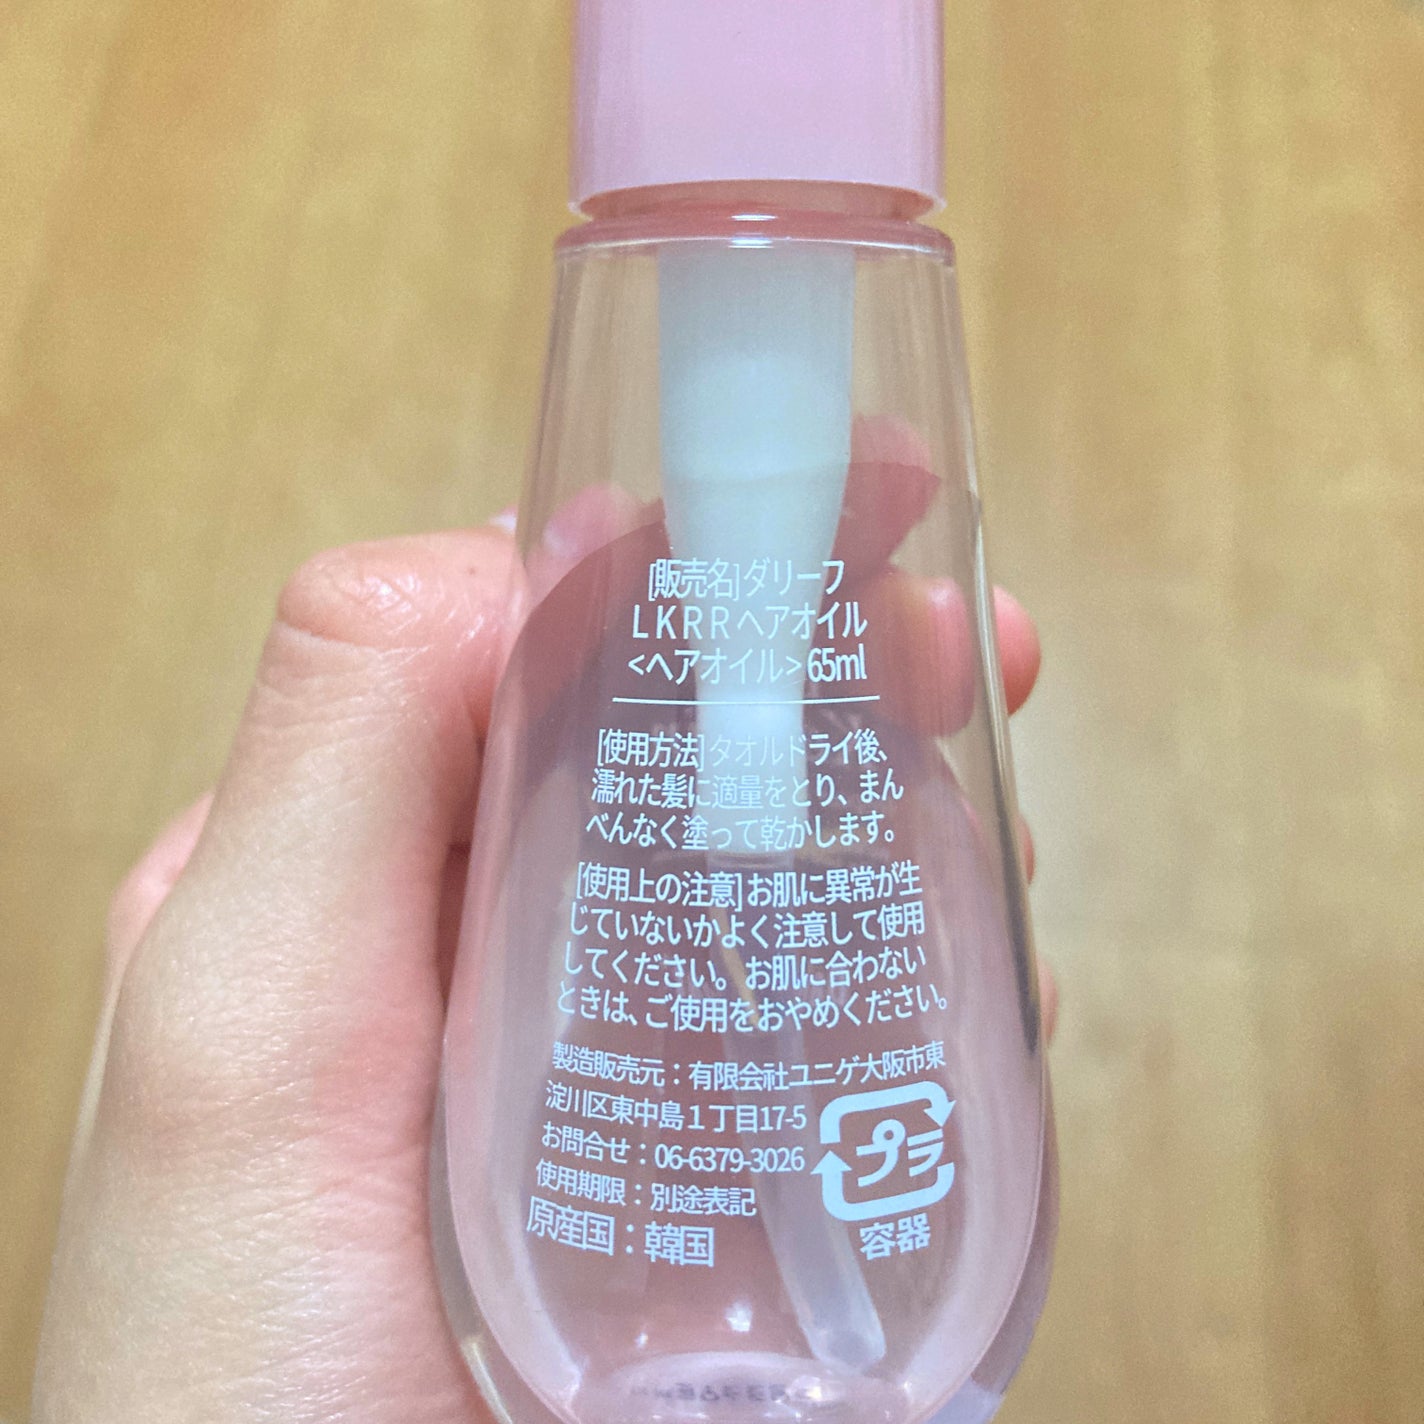 [販売名]ダリーフ
LKRRヘアオイル
<ヘアオイル>65ml
[使用方法]タオルドライ後、
濡れた髪に適量をとり、まん
べんなく塗って乾かします。
[使用上の注意]お肌に異常が生
じていないかよく注意して使用
してください。お肌に合わない
ときは、ご使用をおやめください。
製造販売元：有限会社ユニゲ大阪市東
淀川区東中島1丁目17-5
お問合せ：06-6379-3026
使用期限：別途表記
原産国：韓国
プラ
容器